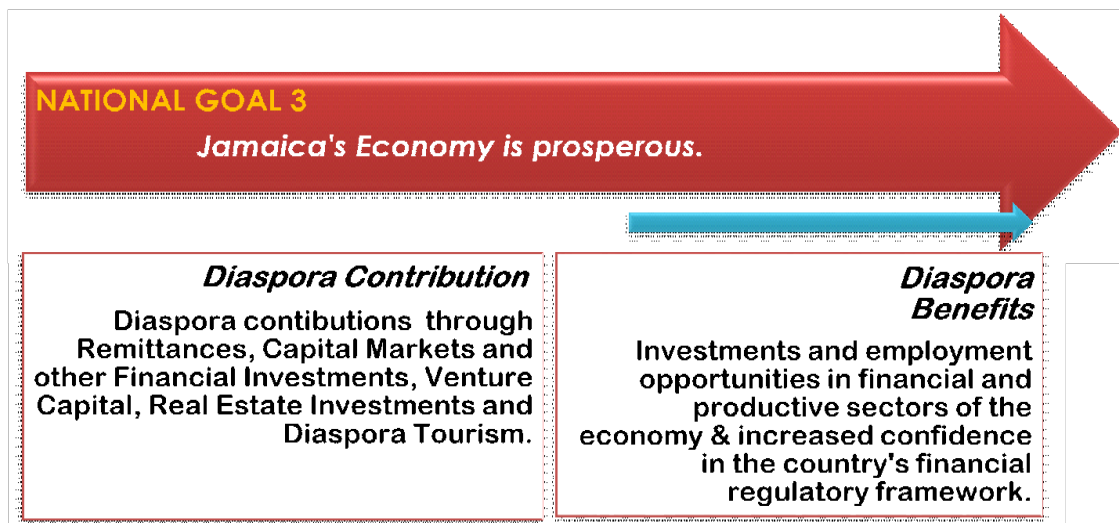 NATIONAL GOAL 3
Jamaica's Economy is prosperous.
Diaspora Contribution
Diaspora contibutions through
Remittances, Capital Markets and
other Financial Investments, Venture
Capital, Real Estate Investments and
Diaspora Tourism.
Diaspora
Benefits
Investments and employment
opportunities in financial and
productive sectors of the
economy & increased confidence
in the country's financial
regulatory framework.